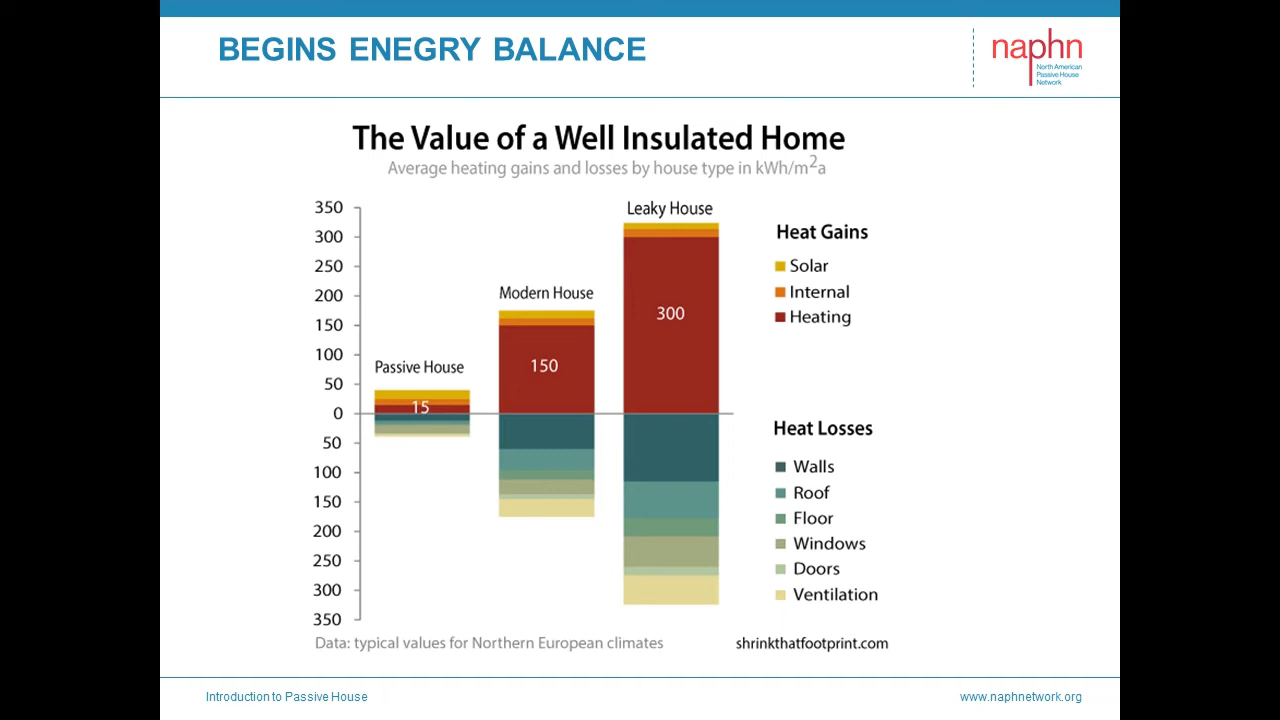 BEGINS ENEGRY BALANCE
naphn
North American
Passive House
Network
The Value of a Well Insulated Home
Average heating gains and losses by house type in kWh/m²a
350
300
250
200
150
100
50
0
50
100
150
200
250
300
350
Passive House
15
Modern House
150
Leaky House
300
Heat Gains
Solar
Internal
Heating
Heat Losses
Walls
Roof
Floor
Windows
Doors
Ventilation
Data: typical values for Northern European climates
shrinkthatfootprint.com
Introduction to Passive House
www.naphnetwork.org